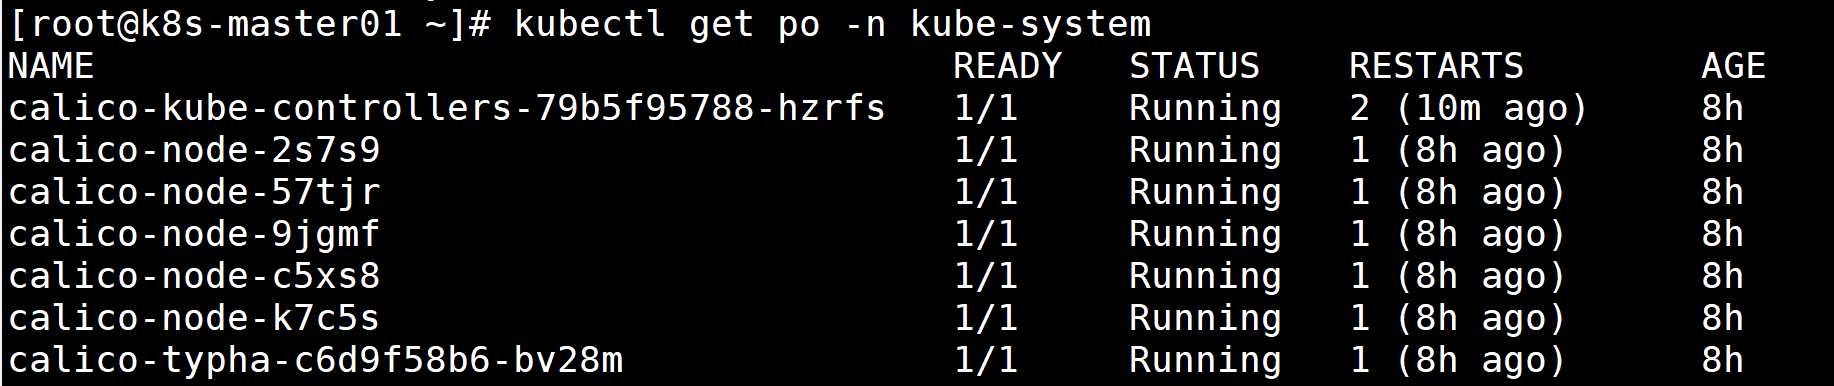 [root@k8s-master01 ~]# kubectl get po -n kube-system
NAME                                       READY   STATUS    RESTARTS        AGE
calico-kube-controllers-79b5f95788-hzrfs   1/1     Running   2 (10m ago)     8h
calico-node-2s7s9                          1/1     Running   1 (8h ago)      8h
calico-node-57tjr                          1/1     Running   1 (8h ago)      8h
calico-node-9jgmf                          1/1     Running   1 (8h ago)      8h
calico-node-c5xs8                          1/1     Running   1 (8h ago)      8h
calico-node-k7c5s                          1/1     Running   1 (8h ago)      8h
calico-typha-c6d9f58b6-bv28m               1/1     Running   1 (8h ago)      8h